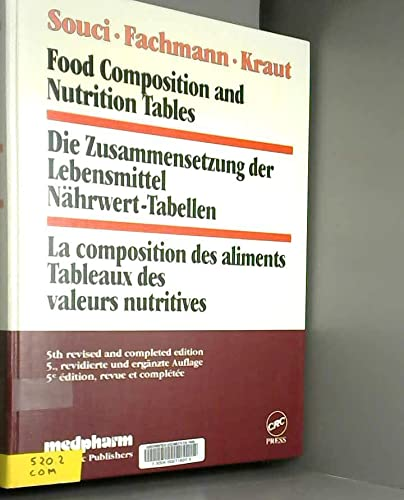 Souci · Fachmann · Kraut
Food Composition and
Nutrition Tables
Die Zusammensetzung der
Lebensmittel
Nährwert-Tabellen
La composition des aliments
Tableaux des
valeurs nutritives
5th revised and completed edition
5., revidierte und ergänzte Auflage
5e édition, revue et complétée
medpharm
Publishers
CRC
PRESS
520.2
COM